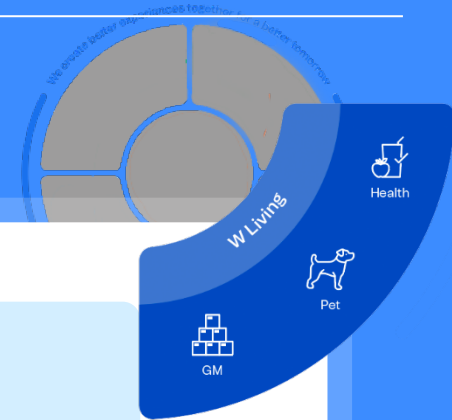 We create better experiences together for a better tomorrow
W Living
Health
Pet
GM